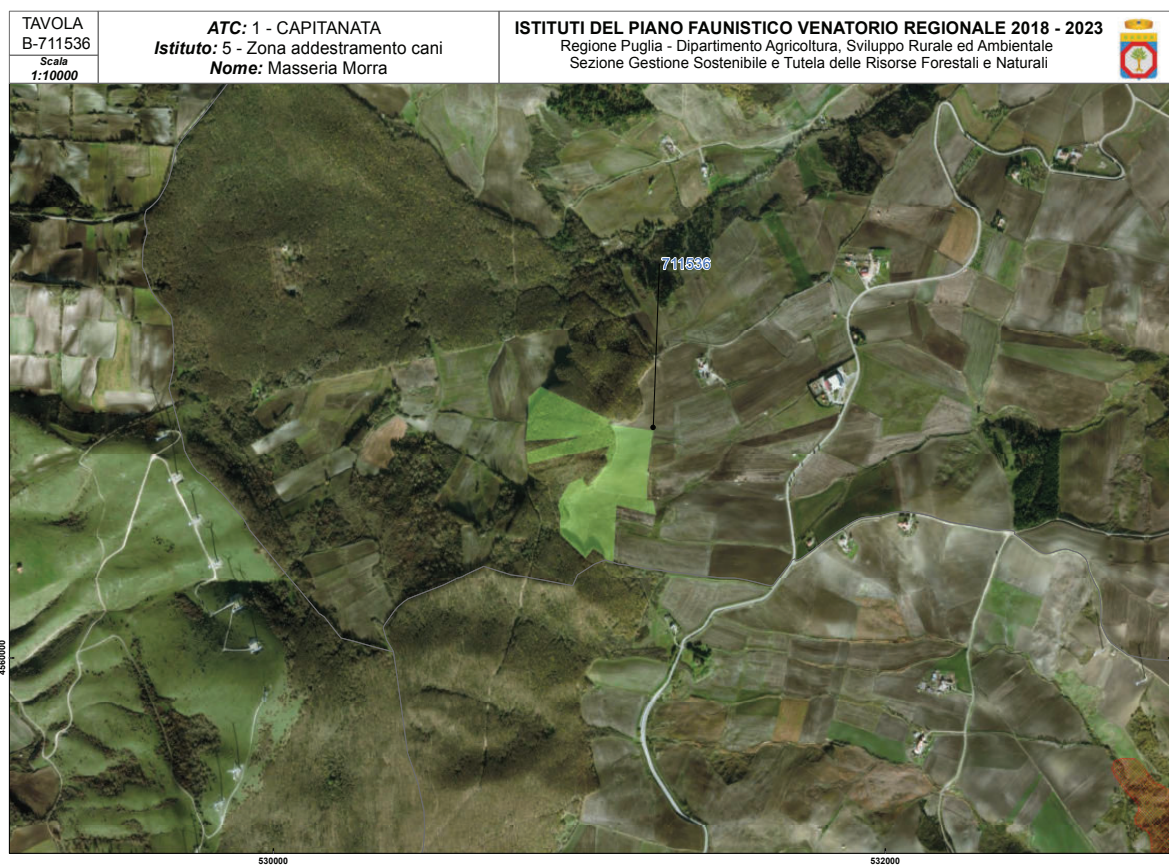 TAVOLA
B-711536
Scala
1:10000
ATC: 1 - CAPITANATA
Istituto: 5 - Zona addestramento cani
Nome: Masseria Morra
ISTITUTI DEL PIANO FAUNISTICO VENATORIO REGIONALE 2018 - 2023
Regione Puglia - Dipartimento Agricoltura, Sviluppo Rurale ed Ambientale
Sezione Gestione Sostenibile e Tutela delle Risorse Forestali e Naturali
711536
4560000
530000
532000